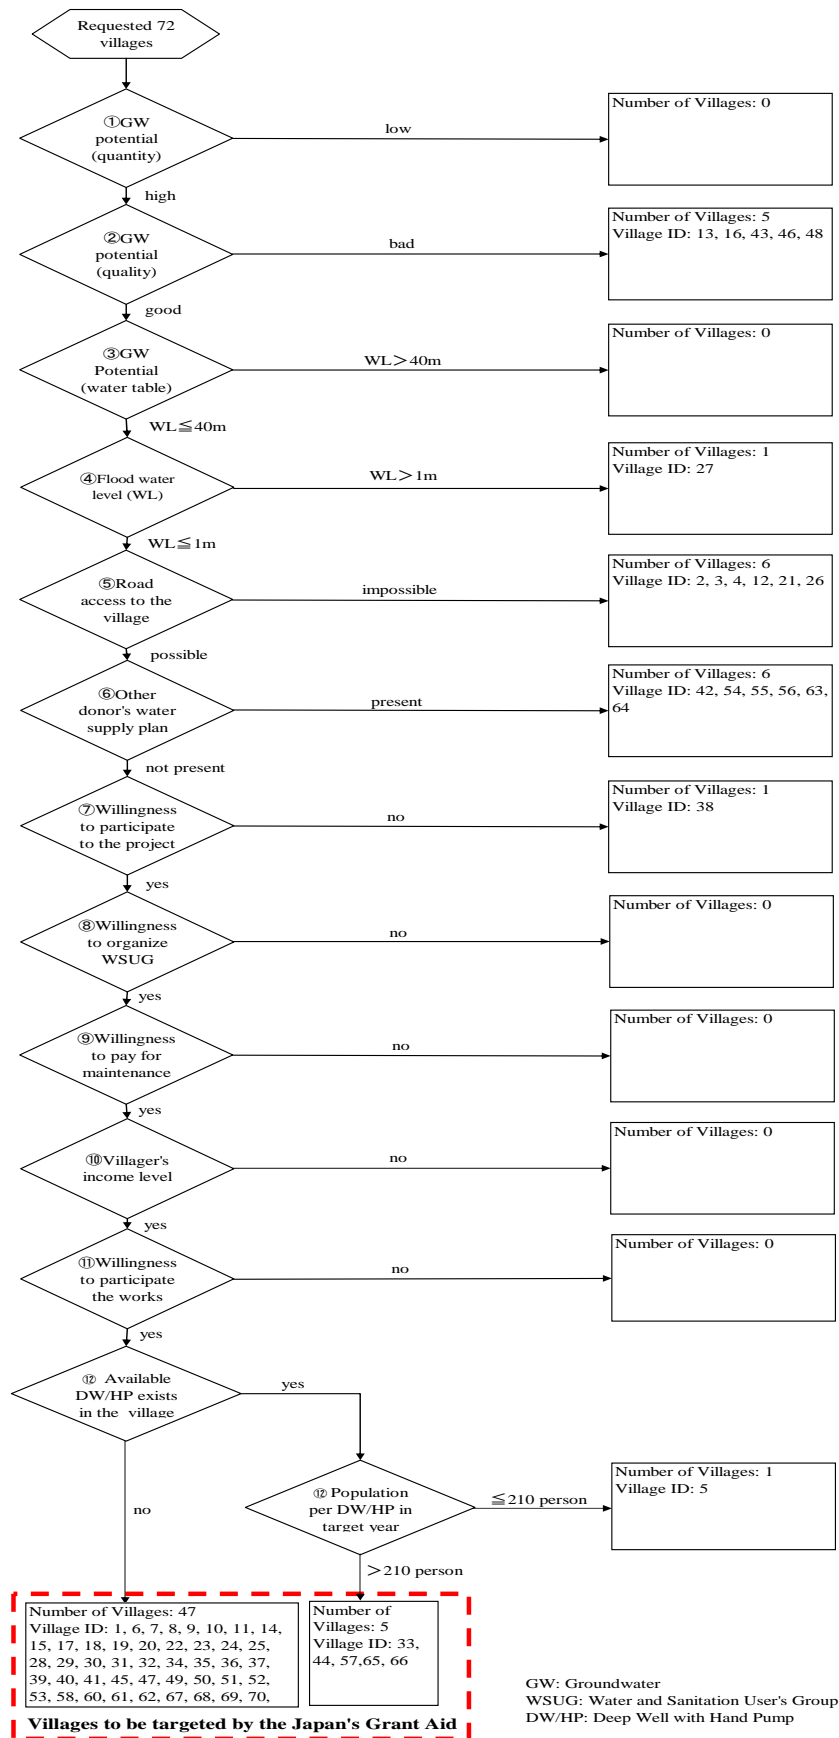 Requested 72
villages
①GW
potential
(quantity)
low
Number of Villages: 0
high
②GW
potential
(quality)
bad
Number of Villages: 5
Village ID: 13, 16, 43, 46, 48
good
③GW
Potential
(water table)
WL>40m
Number of Villages: 0
WL≦40m
④Flood water
level (WL)
WL>1m
Number of Villages: 1
Village ID: 27
WL≦1m
⑤Road
access to the
village
impossible
Number of Villages: 6
Village ID: 2, 3, 4, 12, 21, 26
possible
⑥Other
donor's water
supply plan
present
Number of Villages: 6
Village ID: 42, 54, 55, 56, 63,
64
not present
⑦Willingness
to participate
to the project
no
Number of Villages: 1
Village ID: 38
yes
⑧Willingness
to organize
WSUG
no
Number of Villages: 0
yes
⑨Willingness
to pay for
maintenance
no
Number of Villages: 0
yes
⑩Villager's
income level
no
Number of Villages: 0
yes
⑪Willingness
to participate
the works
no
Number of Villages: 0
yes
⑫ Available
DW/HP exists
in the village
yes
no
⑫ Population
per DW/HP in
target year
≦210 person
Number of Villages: 1
Village ID: 5
>210 person
Number of Villages: 47
Village ID: 1, 6, 7, 8, 9, 10, 11, 14,
15, 17, 18, 19, 20, 22, 23, 24, 25,
28, 29, 30, 31, 32, 34, 35, 36, 37,
39, 40, 41, 45, 47, 49, 50, 51, 52,
53, 58, 60, 61, 62, 67, 68, 69, 70,
Number of
Villages: 5
Village ID: 33,
44, 57,65, 66
Villages to be targeted by the Japan's Grant Aid
GW: Groundwater
WSUG: Water and Sanitation User's Group
DW/HP: Deep Well with Hand Pump